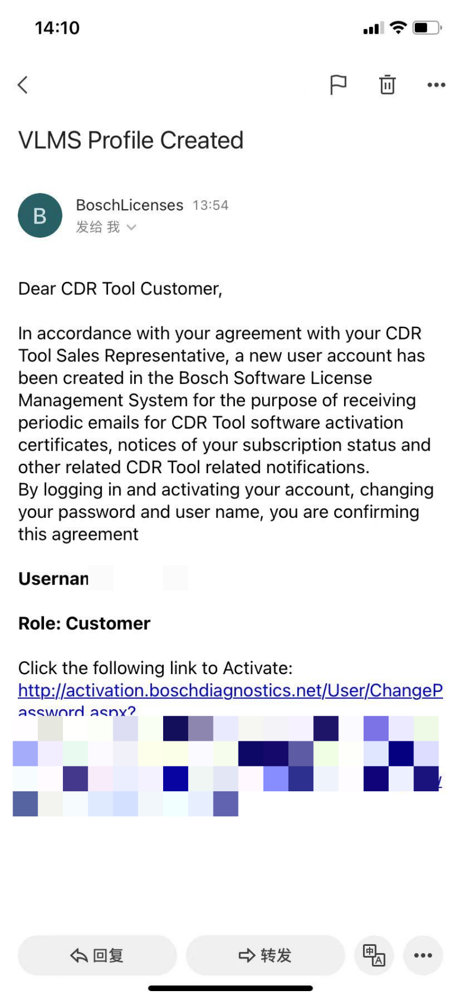 14:10
VLMS Profile Created
B
BoschLicenses 13:54
发给 我
Dear CDR Tool Customer,
In accordance with your agreement with your CDR
Tool Sales Representative, a new user account has
been created in the Bosch Software License
Management System for the purpose of receiving
periodic emails for CDR Tool software activation
certificates, notices of your subscription status and
other related CDR Tool related notifications.
By logging in and activating your account, changing
your password and user name, you are confirming
this agreement
Role: Customer
Click the following link to Activate:
http://activation.boschdiagnostics.net/User/ChangeP
assword.aspx?
回复 转发 中 A